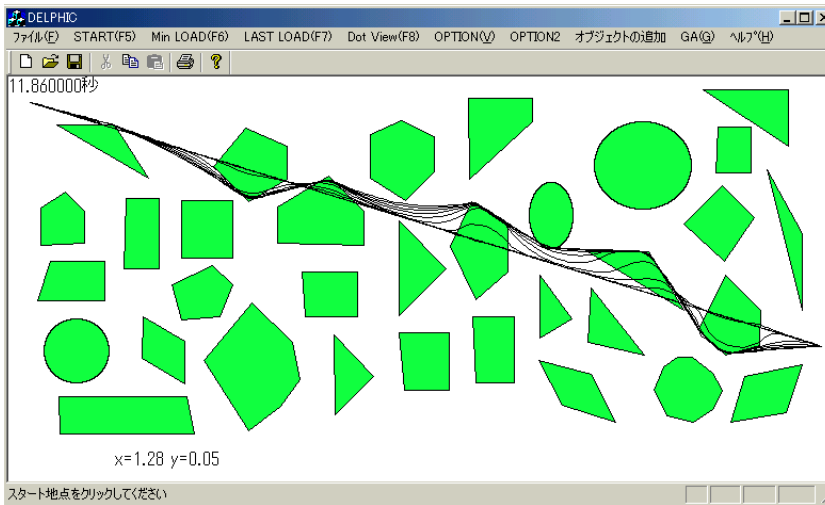 DELPHIC
ファイル(F) START(F5) Min LOAD(F6) LAST LOAD(F7) Dot View(F8) OPTION(V) OPTION2 オブジェクトの追加 GA(G) ヘルプ(H)
11.860000秒
x=1.28 y=0.05
スタート地点をクリックしてください